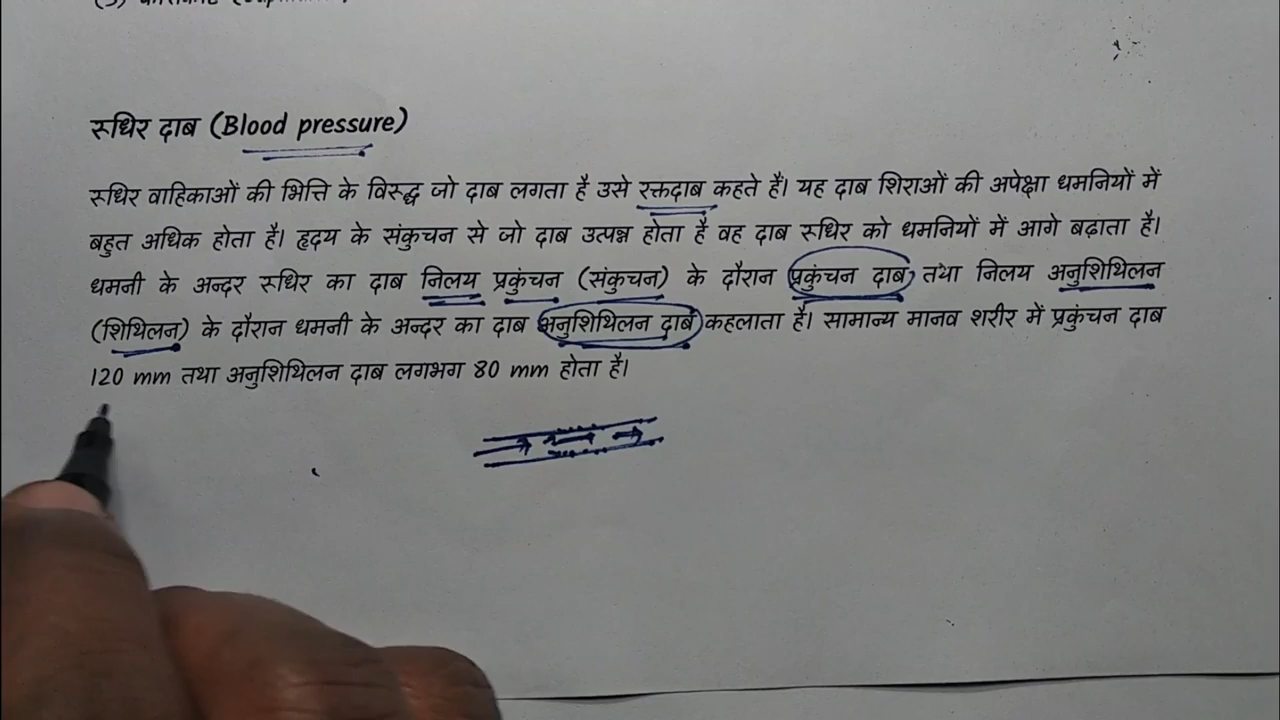 रूधिर दाब (Blood pressure)
रूधिर वाहिकाओं की भित्ति के विरूद्ध जो दाब लगता है उसे रक्तदाब कहते हैं। यह दाब शिराओं की अपेक्षा धमनियों में
बहुत अधिक होता है। हृदय के संकुचन से जो दाब उत्पन्न होता है वह दाब रूधिर को धमनियों में आगे बढ़ाता है।
धमनी के अन्दर रूधिर का दाब निलय प्रकुंचन (संकुचन) के दौरान प्रकुंचन दाब तथा निलय अनुशिथिलन
(शिथिलन) के दौरान धमनी के अन्दर का दाब अनुशिथिलन दाब कहलाता है। सामान्य मानव शरीर में प्रकुंचन दाब
120 mm तथा अनुशिथिलन दाब लगभग 80 mm होता है।